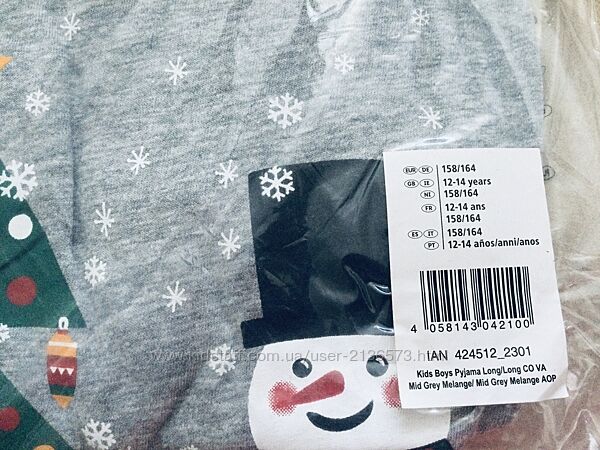 EUR DE 158/164
GB IE 12-14 years
NI 158/164
FR 12-14 ans
158/164
ES IT 158/164
PT 12-14 años/anni/anos
4 058143 042100
IAN 424512_2301
Kids Boys Pyjama Long/Long CO VA
Mid Grey Melange/ Mid Grey Melange AOP